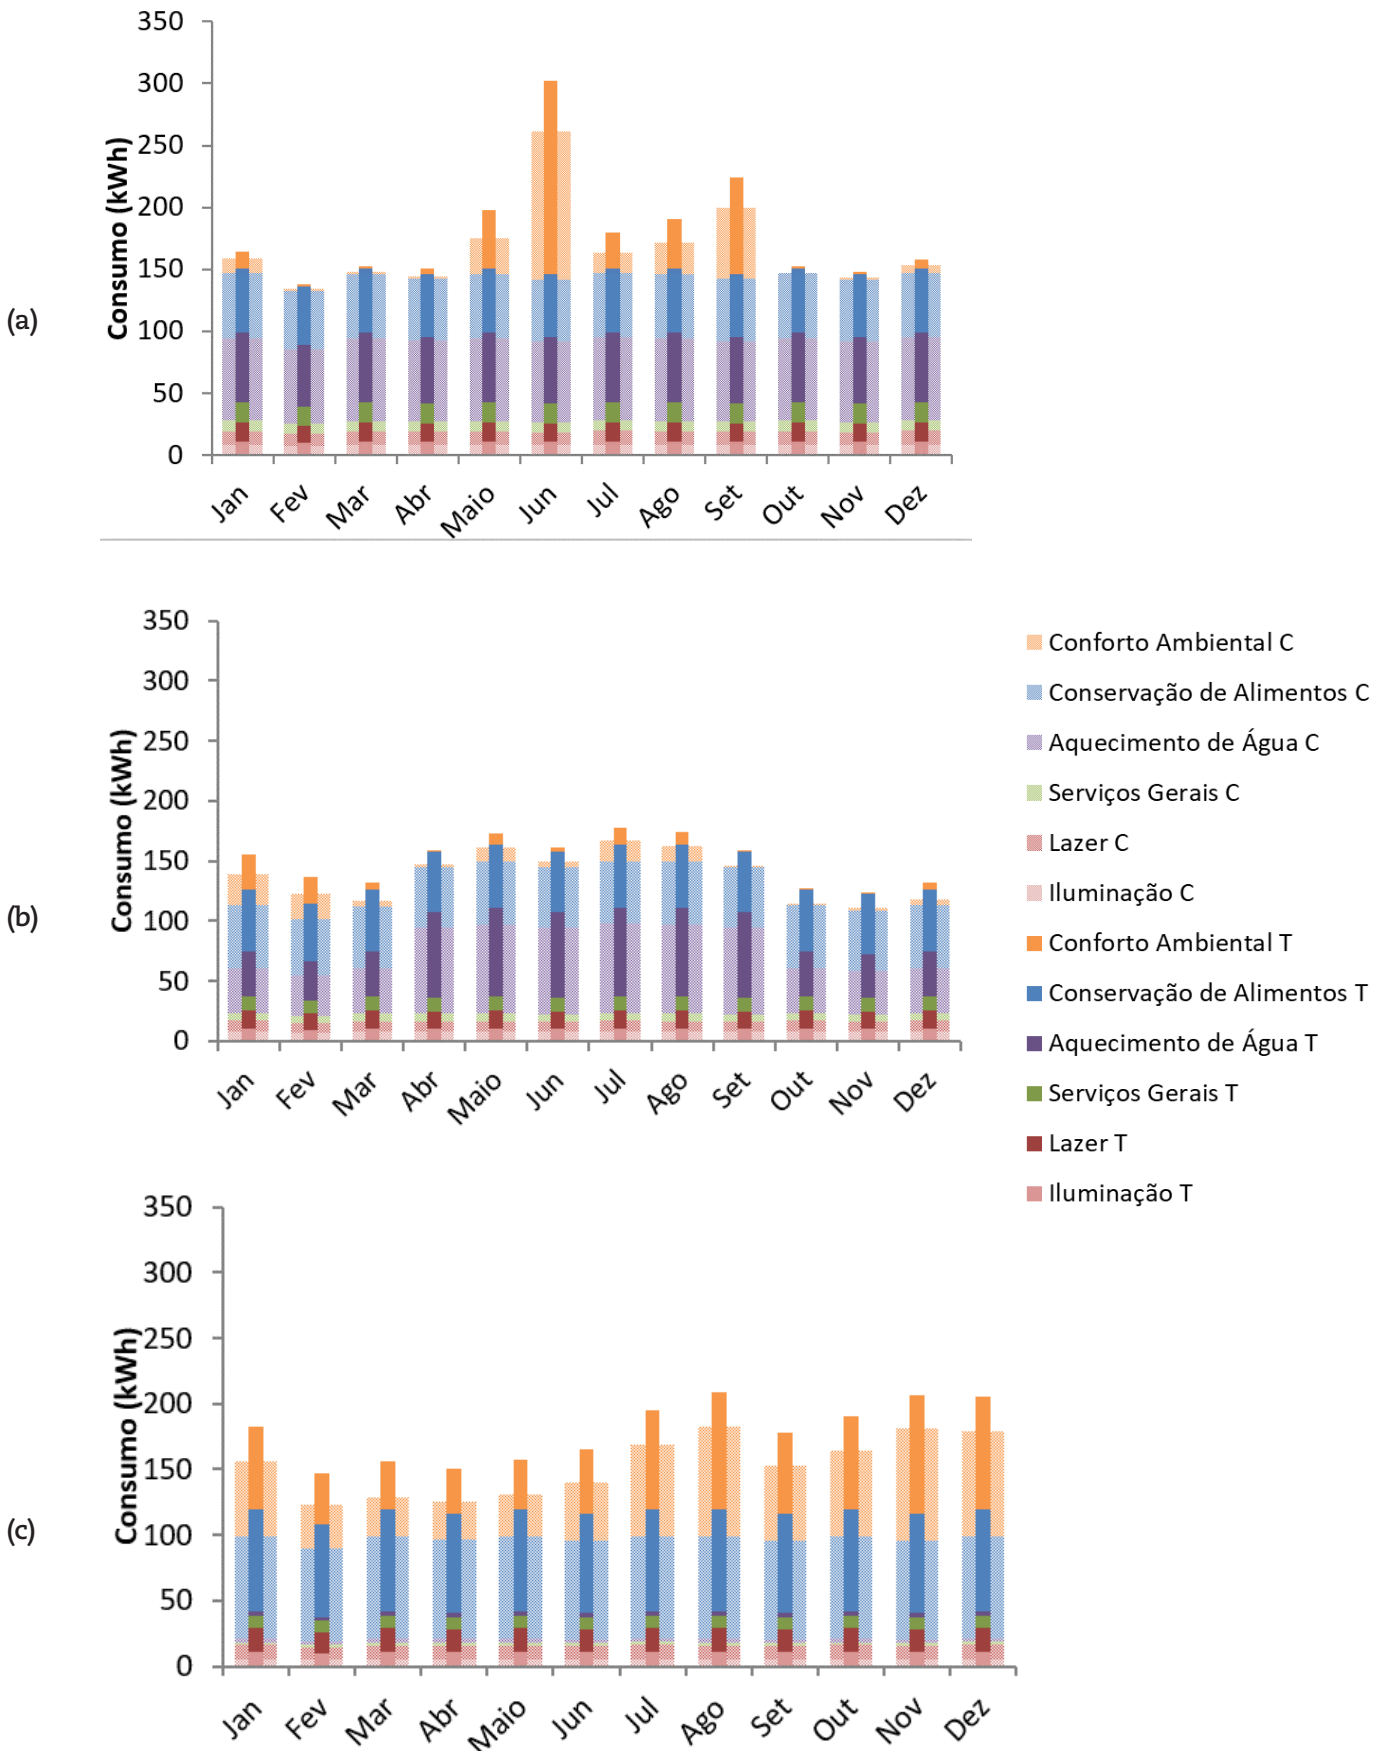 (a)
Consumo (kWh)
350
300
250
200
150
100
50
0
Jan Fev Mar Abr Maio Jun Jul Ago Set Out Nov Dez
(b)
Consumo (kWh)
350
300
250
200
150
100
50
0
Jan Fev Mar Abr Maio Jun Jul Ago Set Out Nov Dez
Conforto Ambiental C
Conservação de Alimentos C
Aquecimento de Água C
Serviços Gerais C
Lazer C
Iluminação C
Conforto Ambiental T
Conservação de Alimentos T
Aquecimento de Água T
Serviços Gerais T
Lazer T
Iluminação T
(c)
Consumo (kWh)
350
300
250
200
150
100
50
0
Jan Fev Mar Abr Maio Jun Jul Ago Set Out Nov Dez